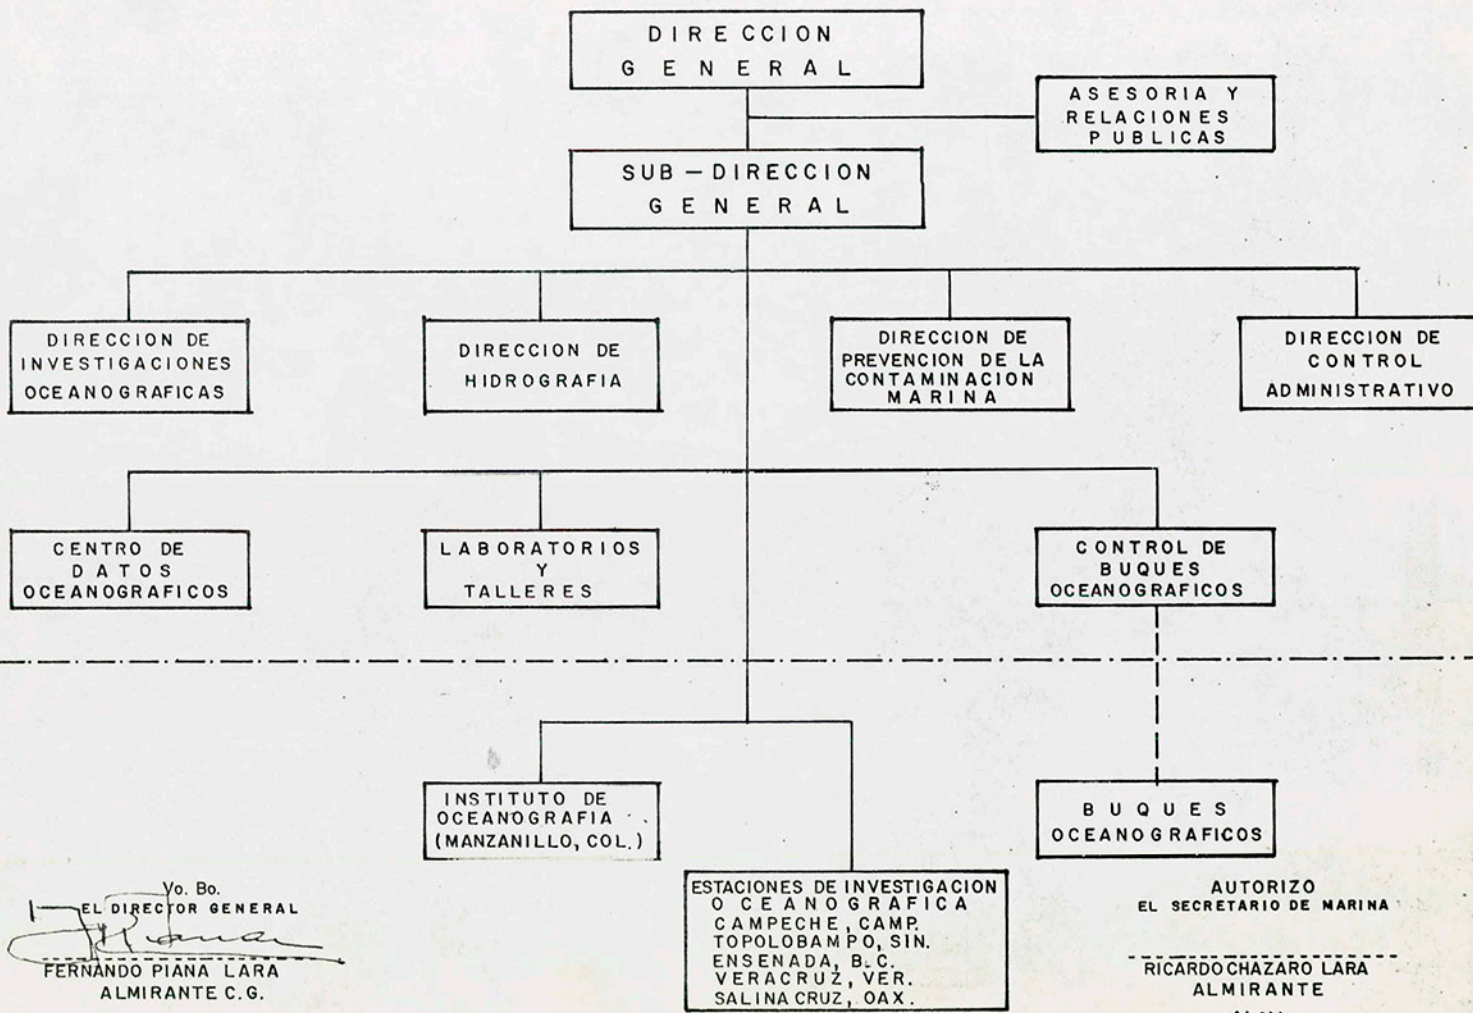 DIRECCION
GENERAL
ASESORIA Y
RELACIONES
PUBLICAS
SUB-DIRECCION
GENERAL
DIRECCION DE
INVESTIGACIONES
OCEANOGRAFICAS
DIRECCION DE
HIDROGRAFIA
DIRECCION DE
PREVENCION DE LA
CONTAMINACION
MARINA
DIRECCION DE
CONTROL
ADMINISTRATIVO
CENTRO DE
DATOS
OCEANOGRAFICOS
LABORATORIOS
Y
TALLERES
CONTROL DE
BUQUES
OCEANOGRAFICOS
INSTITUTO DE
OCEANOGRAFIA
(MANZANILLO, COL.)
BUQUES
OCEANOGRAFICOS
ESTACIONES DE INVESTIGACION
OCEANOGRAFICA
CAMPECHE, CAMP.
TOPOLOBAMPO, SIN.
ENSENADA, B.C.
VERACRUZ, VER.
SALINA CRUZ, OAX.
Vo. Bo.
EL DIRECTOR GENERAL
FERNANDO PIANA LARA
ALMIRANTE C.G.
AUTORIZO
EL SECRETARIO DE MARINA
RICARDO CHAZARO LARA
ALMIRANTE